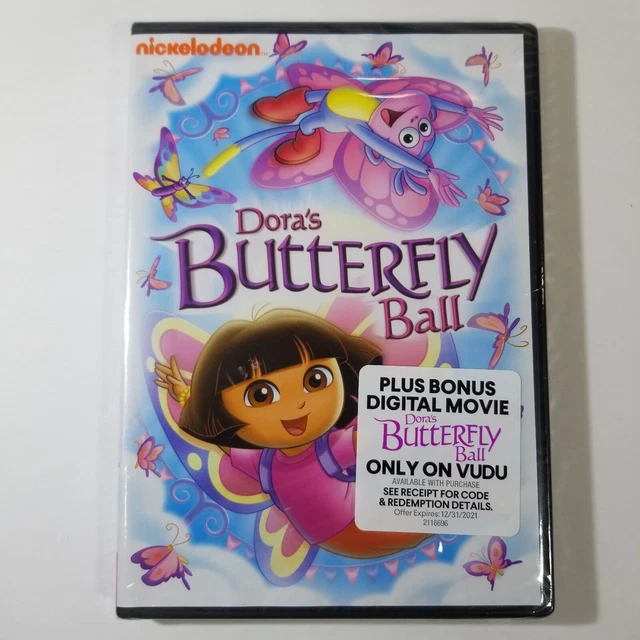 nickelodeon
Dora's
BUTTERFLY
Ball
PLUS BONUS
DIGITAL MOVIE
Dora's
BUTTERFLY
Ball
ONLY ON VUDU
AVAILABLE WITH PURCHASE
SEE RECEIPT FOR CODE
& REDEMPTION DETAILS.
Offer Expires: 12/31/2021
2116696